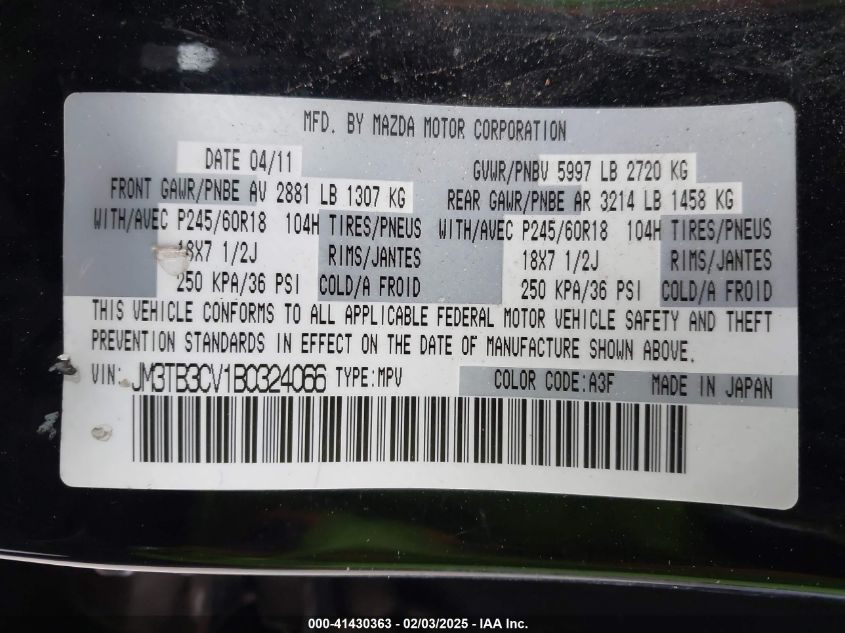 MFD. BY MAZDA MOTOR CORPORATION
DATE 04/11 GVWR/PNBV 5997 LB 2720 KG
FRONT GAWR/PNBE AV 2881 LB 1307 KG REAR GAWR/PNBE AR 3214 LB 1458 KG
WITH/AVEC P245/60R18 104H TIRES/PNEUS WITH/AVEC P245/60R18 104H TIRES/PNEUS
18X7 1/2J RIMS/JANTES 18X7 1/2J RIMS/JANTES
250 KPA/36 PSI COLD/A FROID 250 KPA/36 PSI COLD/A FROID
THIS VEHICLE CONFORMS TO ALL APPLICABLE FEDERAL MOTOR VEHICLE SAFETY AND THEFT
PREVENTION STANDARDS IN EFFECT ON THE DATE OF MANUFACTURE SHOWN ABOVE.
VIN: JM3TB3CV1B0324066 TYPE:MPV COLOR CODE:A3F MADE IN JAPAN
000-41430363 - 02/03/2025 - IAA Inc.